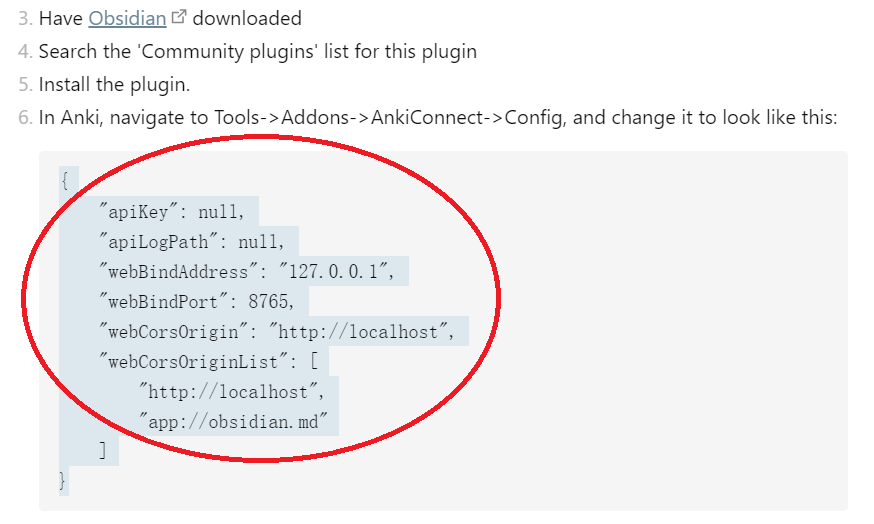 3. Have Obsidian downloaded
4. Search the 'Community plugins' list for this plugin
5. Install the plugin.
6. In Anki, navigate to Tools->Addons->AnkiConnect->Config, and change it to look like this:
{
    "apiKey": null,
    "apiLogPath": null,
    "webBindAddress": "127.0.0.1",
    "webBindPort": 8765,
    "webCorsOrigin": "http://localhost",
    "webCorsOriginList": [
        "http://localhost",
        "app://obsidian.md"
    ]
}